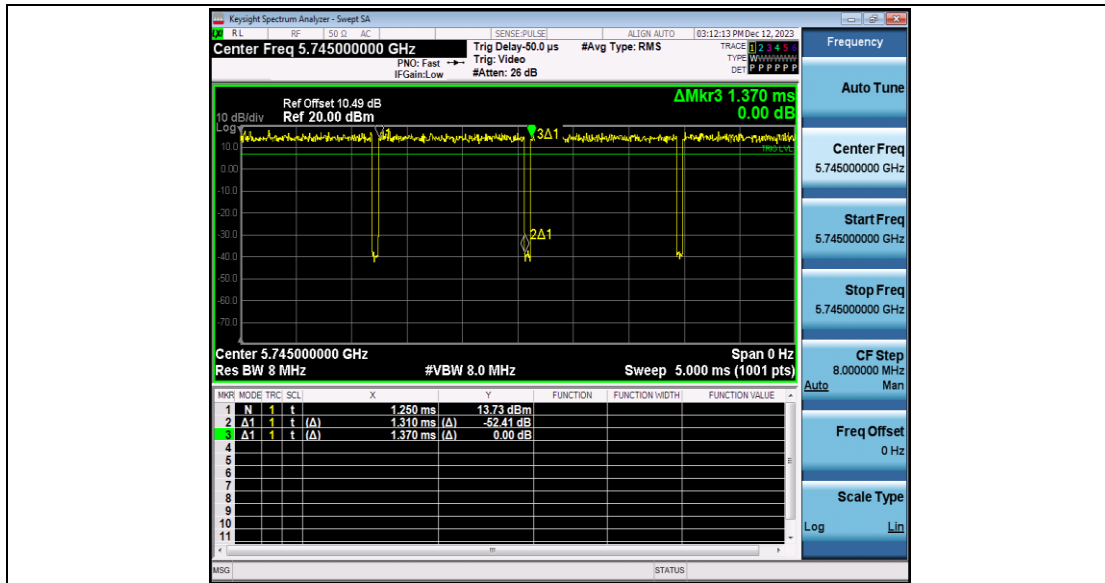 Keysight Spectrum Analyzer - Swept SA
RL RF 50 Ω AC SENSE:PULSE ALIGN AUTO 03:12:13 PM Dec 12, 2023
Center Freq 5.745000000 GHz
PNO: Fast
IFGain:Low
Trig Delay-50.0 µs
Trig: Video
#Atten: 26 dB
#Avg Type: RMS
TRACE 1 2 3 4 5 6
TYPE WWWWWW
DET P P P P P P
Frequency
ΔMkr3 1.370 ms
0.00 dB
Ref Offset 10.49 dB
10 dB/div Ref 20.00 dBm
Log
3Δ1
TRIG LVL
10.0
0.00
-10.0
-20.0
-30.0
2Δ1
-40.0
-50.0
-60.0
-70.0
Center 5.745000000 GHz Span 0 Hz
Res BW 8 MHz #VBW 8.0 MHz Sweep 5.000 ms (1001 pts)
MKR MODE TRC SCL X Y FUNCTION FUNCTION WIDTH FUNCTION VALUE
1 N 1 t 1.250 ms 13.73 dBm
2 Δ1 1 t (Δ) 1.310 ms (Δ) -52.41 dB
3 Δ1 1 t (Δ) 1.370 ms (Δ) 0.00 dB
4
5
6
7
8
9
10
11
MSG STATUS
Auto Tune
Center Freq
5.745000000 GHz
Start Freq
5.745000000 GHz
Stop Freq
5.745000000 GHz
CF Step
8.000000 MHz
Auto Man
Freq Offset
0 Hz
Scale Type
Log Lin